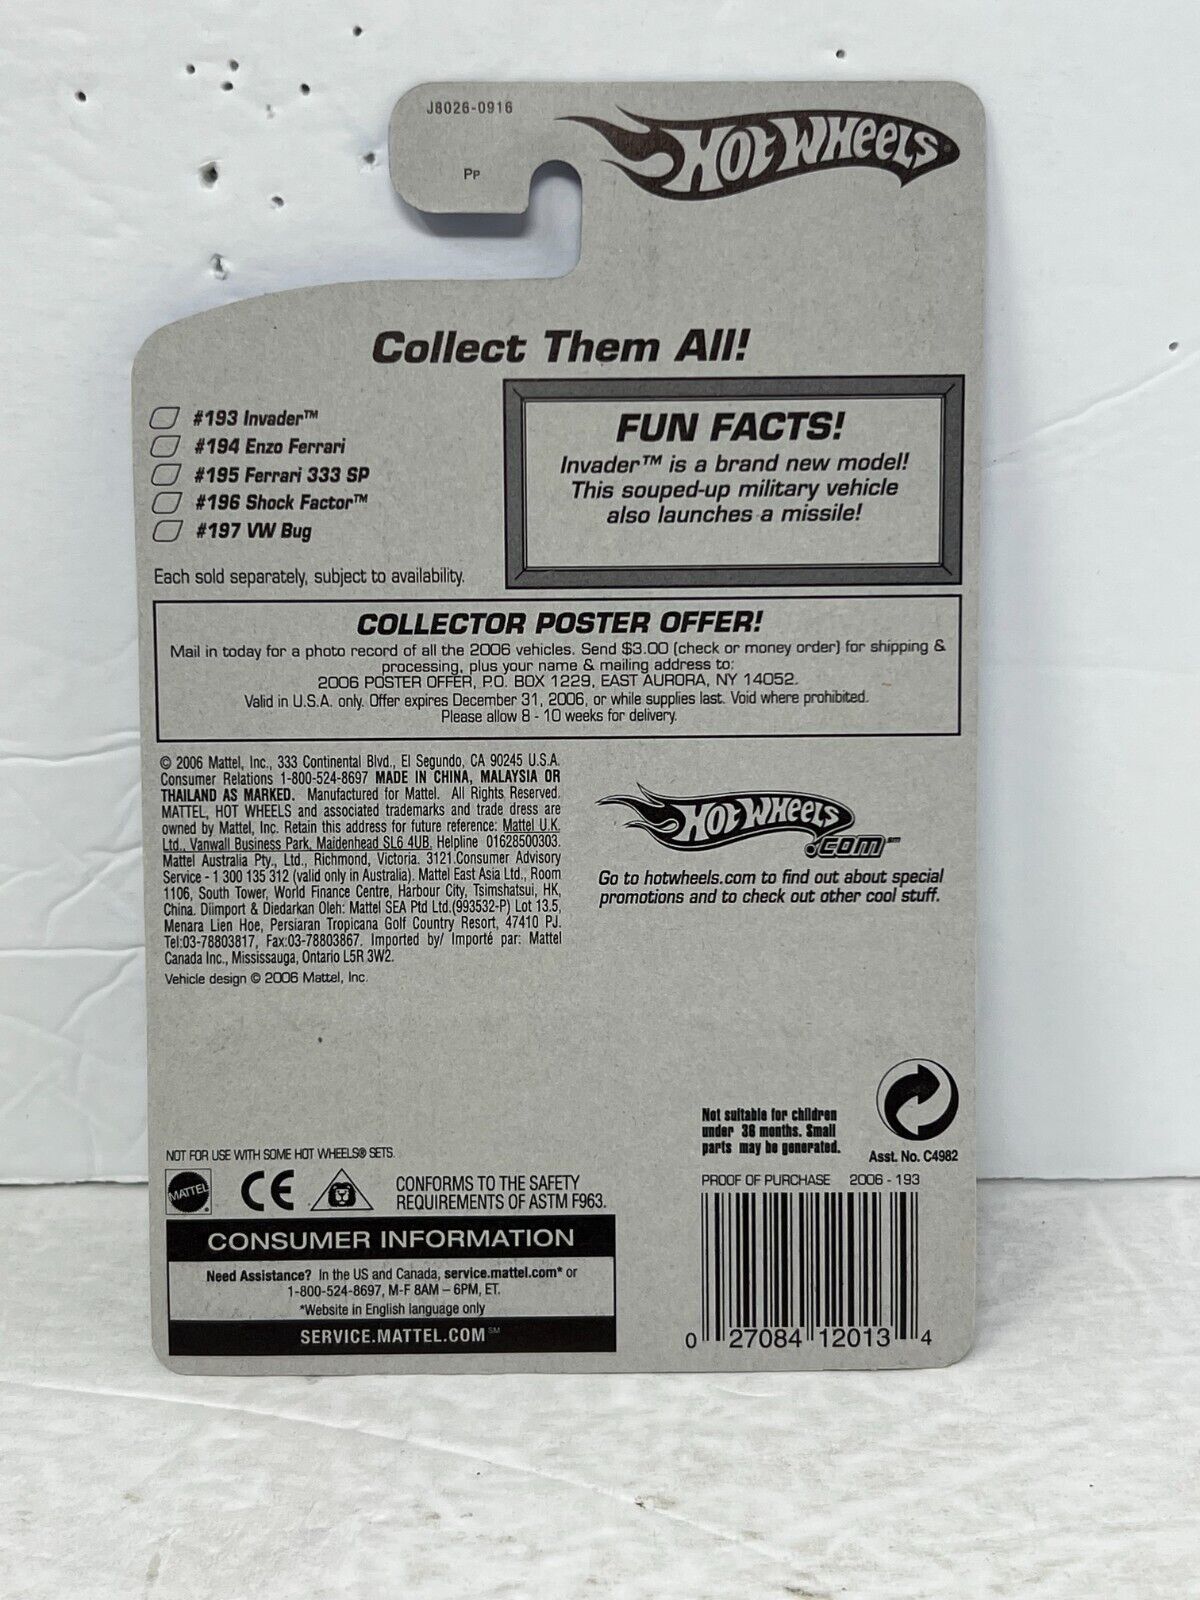 J8026-0916
HOT WHEELS®
PP
Collect Them All!
#193 Invader™
#194 Enzo Ferrari
#195 Ferrari 333 SP
#196 Shock Factor™
#197 VW Bug
Each sold separately, subject to availability.
FUN FACTS!
Invader™ is a brand new model!
This souped-up military vehicle
also launches a missile!
COLLECTOR POSTER OFFER!
Mail in today for a photo record of all the 2006 vehicles. Send $3.00 (check or money order) for shipping &
processing, plus your name & mailing address to:
2006 POSTER OFFER, P.O. BOX 1229, EAST AURORA, NY 14052.
Valid in U.S.A. only. Offer expires December 31, 2006, or while supplies last. Void where prohibited.
Please allow 8 - 10 weeks for delivery.
© 2006 Mattel, Inc., 333 Continental Blvd., El Segundo, CA 90245 U.S.A.
Consumer Relations 1-800-524-8697 MADE IN CHINA, MALAYSIA OR
THAILAND AS MARKED. Manufactured for Mattel. All Rights Reserved.
MATTEL, HOT WHEELS and associated trademarks and trade dress are
owned by Mattel, Inc. Retain this address for future reference: Mattel U.K.
Ltd., Vanwall Business Park, Maidenhead SL6 4UB. Helpline 01628500303.
Mattel Australia Pty., Ltd., Richmond, Victoria. 3121.Consumer Advisory
Service - 1 300 135 312 (valid only in Australia). Mattel East Asia Ltd., Room
1106, South Tower, World Finance Centre, Harbour City, Tsimshatsui, HK,
China. Diimport & Diedarkan Oleh: Mattel SEA Ptd Ltd.(993532-P) Lot 13.5,
Menara Lien Hoe, Persiaran Tropicana Golf Country Resort, 47410 PJ.
Tel:03-78803817, Fax:03-78803867. Imported by/ Importé par: Mattel
Canada Inc., Mississauga, Ontario L5R 3W2.
Vehicle design © 2006 Mattel, Inc.
HOT WHEELS
.com℠
Go to hotwheels.com to find out about special
promotions and to check out other cool stuff.
Not suitable for children
under 36 months. Small
parts may be generated.
Asst. No. C4982
NOT FOR USE WITH SOME HOT WHEELS® SETS.
MATTEL
CE
CONFORMS TO THE SAFETY
REQUIREMENTS OF ASTM F963.
PROOF OF PURCHASE 2006 - 193
CONSUMER INFORMATION
Need Assistance? In the US and Canada, service.mattel.com* or
1-800-524-8697, M-F 8AM – 6PM, ET.
*Website in English language only
SERVICE.MATTEL.COM℠
0 27084 12013 4